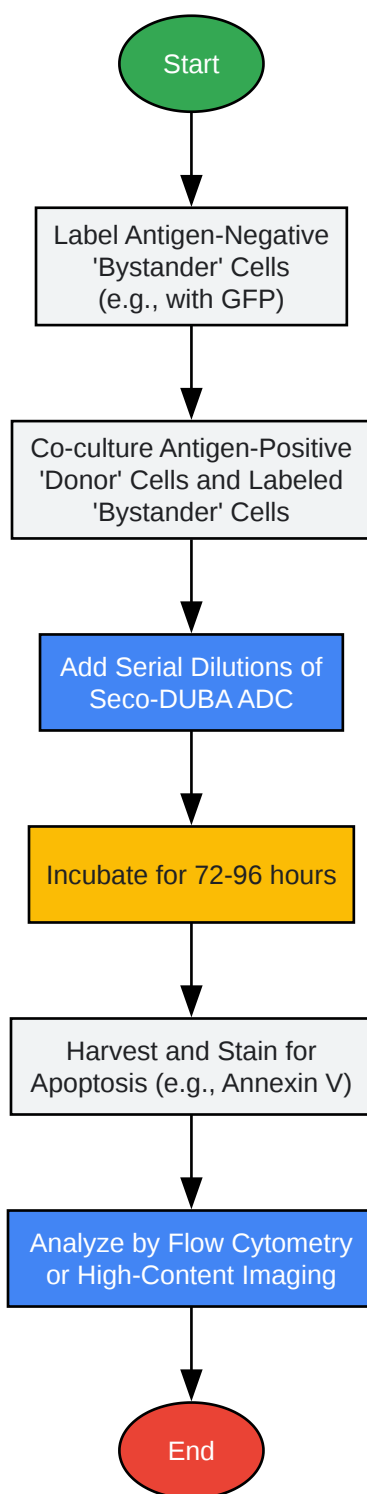 Start
Label Antigen-Negative
'Bystander' Cells
(e.g., with GFP)
Co-culture Antigen-Positive
'Donor' Cells and Labeled
'Bystander' Cells
Add Serial Dilutions of
Seco-DUBA ADC
Incubate for 72-96 hours
Harvest and Stain for
Apoptosis (e.g., Annexin V)
Analyze by Flow Cytometry
or High-Content Imaging
End